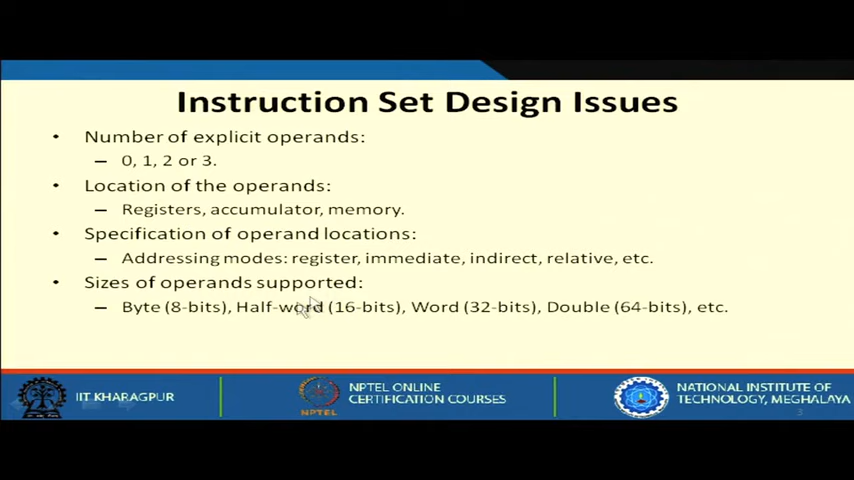 Instruction Set Design Issues
• Number of explicit operands:
– 0, 1, 2 or 3.
• Location of the operands:
– Registers, accumulator, memory.
• Specification of operand locations:
– Addressing modes: register, immediate, indirect, relative, etc.
• Sizes of operands supported:
– Byte (8-bits), Half-word (16-bits), Word (32-bits), Double (64-bits), etc.
IIT KHARAGPUR
NPTEL
NPTEL ONLINE
CERTIFICATION COURSES
NATIONAL INSTITUTE OF
TECHNOLOGY, MEGHALAYA
3